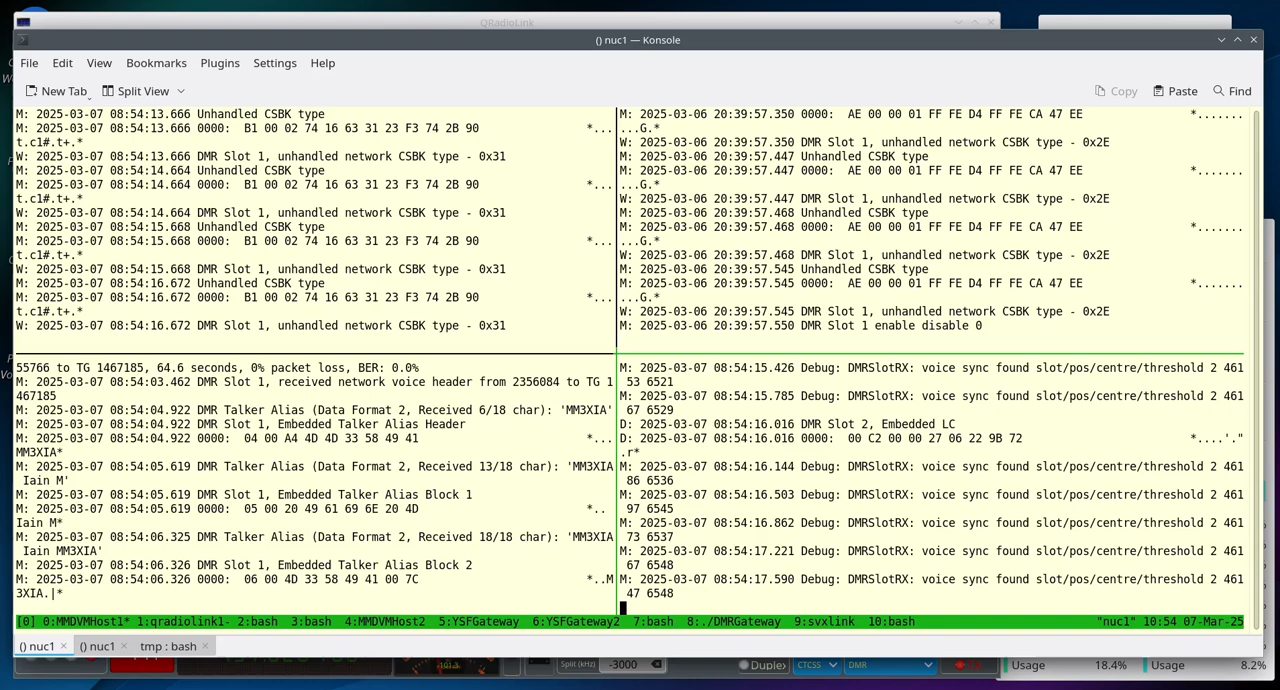 QRadioLink
() nuc1 — Konsole
File Edit View Bookmarks Plugins Settings Help
New Tab Split View Copy Paste Find
M: 2025-03-07 08:54:13.666 Unhandled CSBK type
M: 2025-03-07 08:54:13.666 0000:  B1 00 02 74 16 63 31 23 F3 74 2B 90 *...
t.c1#.t+.*
W: 2025-03-07 08:54:13.666 DMR Slot 1, unhandled network CSBK type - 0x31
M: 2025-03-07 08:54:14.664 Unhandled CSBK type
M: 2025-03-07 08:54:14.664 0000:  B1 00 02 74 16 63 31 23 F3 74 2B 90 *...
t.c1#.t+.*
W: 2025-03-07 08:54:14.664 DMR Slot 1, unhandled network CSBK type - 0x31
M: 2025-03-07 08:54:15.668 Unhandled CSBK type
M: 2025-03-07 08:54:15.668 0000:  B1 00 02 74 16 63 31 23 F3 74 2B 90 *...
t.c1#.t+.*
W: 2025-03-07 08:54:15.668 DMR Slot 1, unhandled network CSBK type - 0x31
M: 2025-03-07 08:54:16.672 Unhandled CSBK type
M: 2025-03-07 08:54:16.672 0000:  B1 00 02 74 16 63 31 23 F3 74 2B 90 *...
t.c1#.t+.*
W: 2025-03-07 08:54:16.672 DMR Slot 1, unhandled network CSBK type - 0x31
M: 2025-03-06 20:39:57.350 0000:  AE 00 00 01 FF FE D4 FF FE CA 47 EE *.......
...G.*
W: 2025-03-06 20:39:57.350 DMR Slot 1, unhandled network CSBK type - 0x2E
M: 2025-03-06 20:39:57.447 Unhandled CSBK type
M: 2025-03-06 20:39:57.447 0000:  AE 00 00 01 FF FE D4 FF FE CA 47 EE *.......
...G.*
W: 2025-03-06 20:39:57.447 DMR Slot 1, unhandled network CSBK type - 0x2E
M: 2025-03-06 20:39:57.468 Unhandled CSBK type
M: 2025-03-06 20:39:57.468 0000:  AE 00 00 01 FF FE D4 FF FE CA 47 EE *.......
...G.*
W: 2025-03-06 20:39:57.468 DMR Slot 1, unhandled network CSBK type - 0x2E
M: 2025-03-06 20:39:57.545 Unhandled CSBK type
M: 2025-03-06 20:39:57.545 0000:  AE 00 00 01 FF FE D4 FF FE CA 47 EE *.......
...G.*
W: 2025-03-06 20:39:57.545 DMR Slot 1, unhandled network CSBK type - 0x2E
M: 2025-03-06 20:39:57.550 DMR Slot 1 enable disable 0
55766 to TG 1467185, 64.6 seconds, 0% packet loss, BER: 0.0%
M: 2025-03-07 08:54:03.462 DMR Slot 1, received network voice header from 2356084 to TG 1
467185
M: 2025-03-07 08:54:04.922 DMR Talker Alias (Data Format 2, Received 6/18 char): 'MM3XIA'
M: 2025-03-07 08:54:04.922 DMR Slot 1, Embedded Talker Alias Header
M: 2025-03-07 08:54:04.922 0000:  04 00 A4 4D 4D 33 58 49 41 *...
MM3XIA*
M: 2025-03-07 08:54:05.619 DMR Talker Alias (Data Format 2, Received 13/18 char): 'MM3XIA
 Iain M'
M: 2025-03-07 08:54:05.619 DMR Slot 1, Embedded Talker Alias Block 1
M: 2025-03-07 08:54:05.619 0000:  05 00 20 49 61 69 6E 20 4D *..
Iain M*
M: 2025-03-07 08:54:06.325 DMR Talker Alias (Data Format 2, Received 18/18 char): 'MM3XIA
 Iain MM3XIA'
M: 2025-03-07 08:54:06.326 DMR Slot 1, Embedded Talker Alias Block 2
M: 2025-03-07 08:54:06.326 0000:  06 00 4D 33 58 49 41 00 7C *..M
3XIA.|*
M: 2025-03-07 08:54:15.426 Debug: DMRSlotRX: voice sync found slot/pos/centre/threshold 2 461
 53 6521
M: 2025-03-07 08:54:15.785 Debug: DMRSlotRX: voice sync found slot/pos/centre/threshold 2 461
 67 6529
D: 2025-03-07 08:54:16.016 DMR Slot 2, Embedded LC
D: 2025-03-07 08:54:16.016 0000:  00 C2 00 00 27 06 22 9B 72 *....'."
.r*
M: 2025-03-07 08:54:16.144 Debug: DMRSlotRX: voice sync found slot/pos/centre/threshold 2 461
 86 6536
M: 2025-03-07 08:54:16.503 Debug: DMRSlotRX: voice sync found slot/pos/centre/threshold 2 461
 97 6545
M: 2025-03-07 08:54:16.862 Debug: DMRSlotRX: voice sync found slot/pos/centre/threshold 2 461
 73 6537
M: 2025-03-07 08:54:17.221 Debug: DMRSlotRX: voice sync found slot/pos/centre/threshold 2 461
 67 6548
M: 2025-03-07 08:54:17.590 Debug: DMRSlotRX: voice sync found slot/pos/centre/threshold 2 461
 47 6548
[0] 0:MMDVMHost1* 1:qradiolink1- 2:bash  3:bash  4:MMDVMHost2  5:YSFGateway  6:YSFGateway2  7:bash  8:./DMRGateway  9:svxlink  10:bash "nuc1" 10:54 07-Mar-25
() nuc1 () nuc1 tmp : bash
Split (kHz) -3000 Duplex CTCSS DMR Usage 18.4% Usage 8.2%